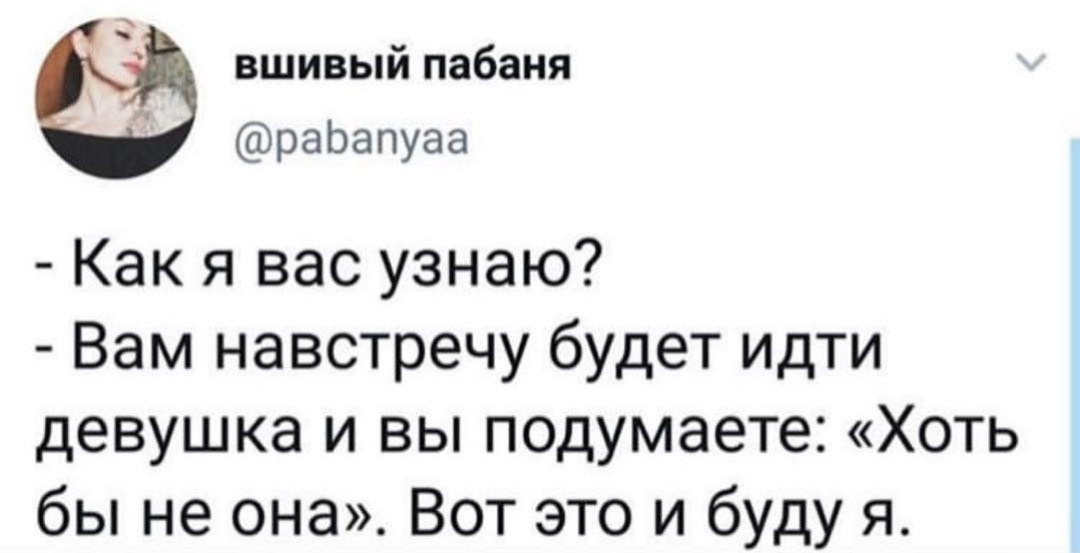 вшивый пабаня
@pabanyaa
- Как я вас узнаю?
- Вам навстречу будет идти
девушка и вы подумаете: «Хоть
бы не она». Вот это и буду я.